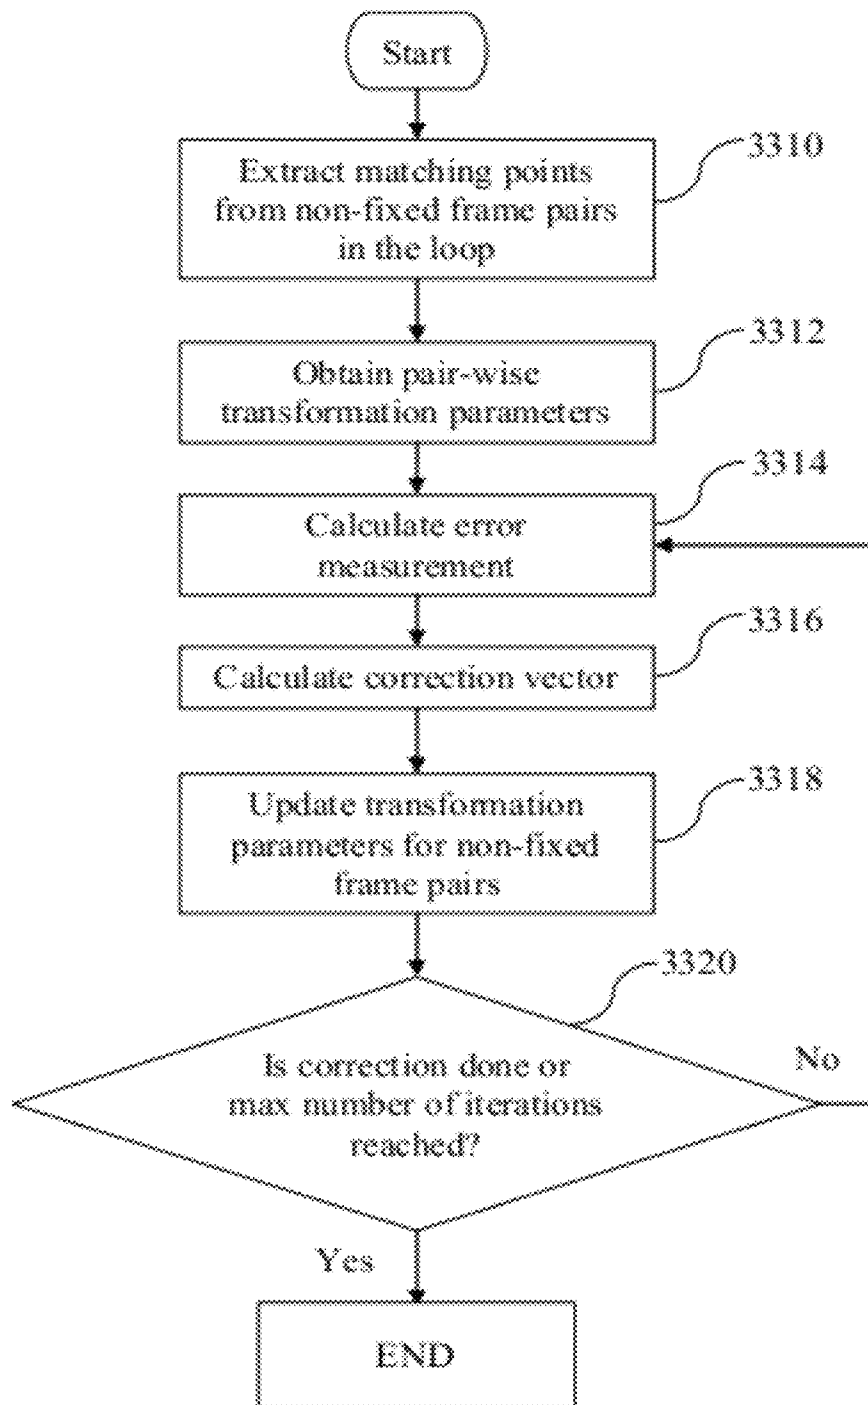 Start
Extract matching points
from non-fixed frame pairs
in the loop
3310
Obtain pair-wise
transformation parameters
3312
Calculate error
measurement
3314
Calculate correction vector
3316
Update transformation
parameters for non-fixed
frame pairs
3318
Is correction done or
max number of iterations
reached?
3320
No
Yes
END